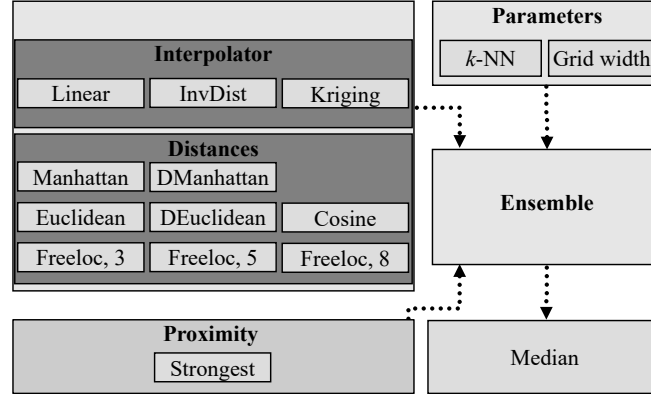 Interpolator
Linear InvDist Kriging
Distances
Manhattan DManhattan
Euclidean DEuclidean Cosine
Freeloc, 3 Freeloc, 5 Freeloc, 8
Proximity
Strongest
Parameters
k-NN Grid width
Ensemble
Median